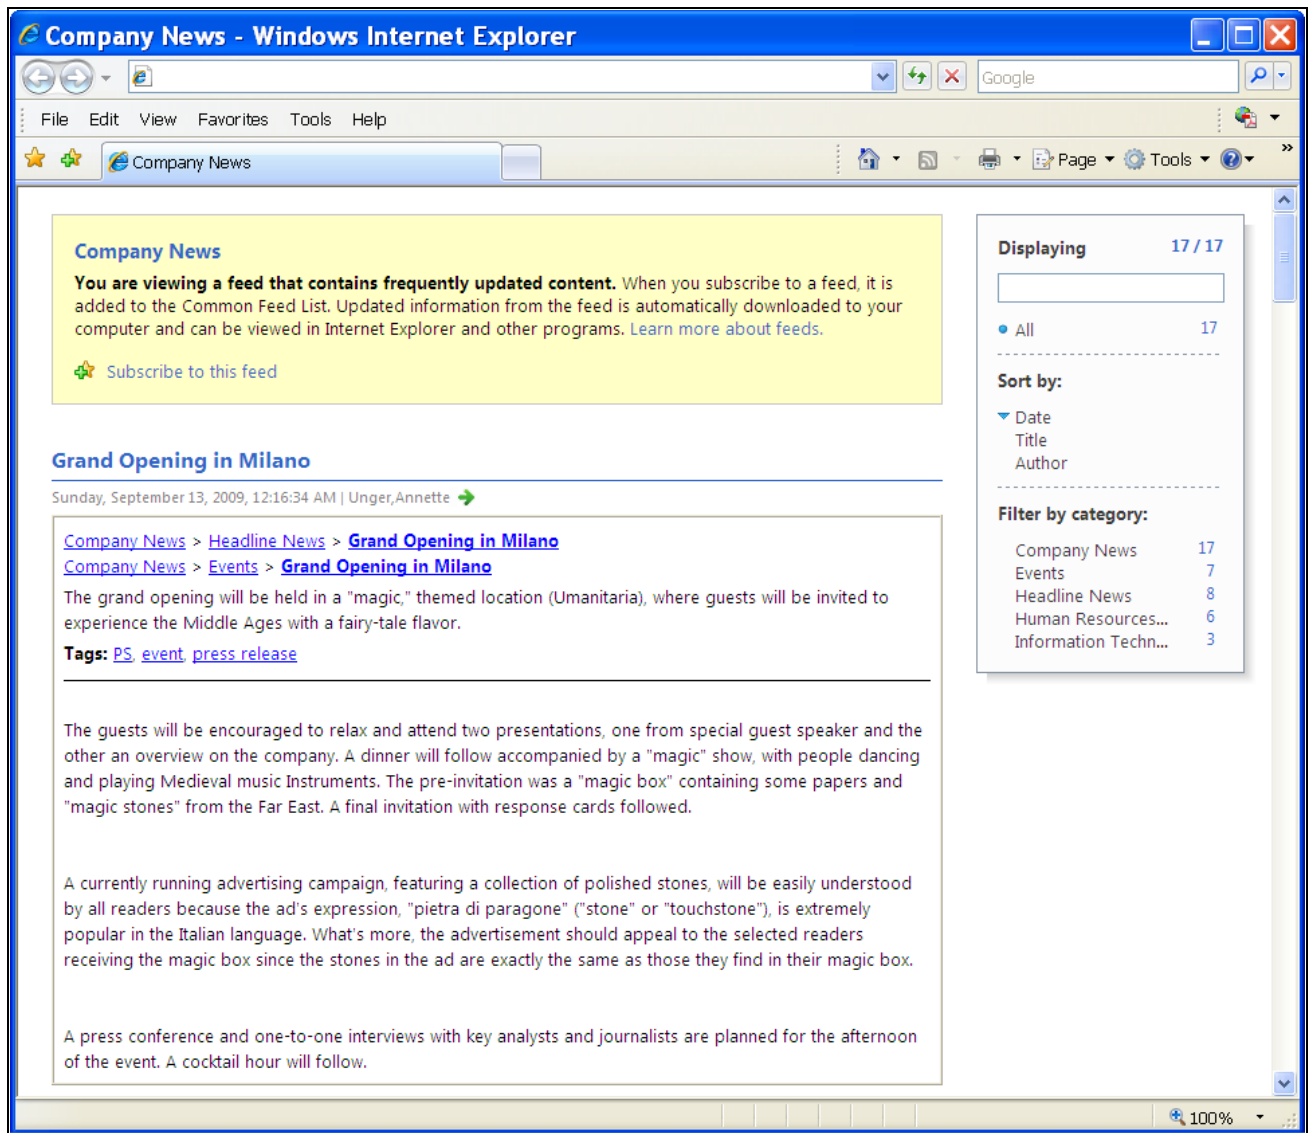 Company News - Windows Internet Explorer
Google
File Edit View Favorites Tools Help
Company News
Page Tools
Company News
You are viewing a feed that contains frequently updated content. When you subscribe to a feed, it is
added to the Common Feed List. Updated information from the feed is automatically downloaded to your
computer and can be viewed in Internet Explorer and other programs. Learn more about feeds.
Subscribe to this feed
Grand Opening in Milano
Sunday, September 13, 2009, 12:16:34 AM | Unger,Annette
Company News > Headline News > Grand Opening in Milano
Company News > Events > Grand Opening in Milano
The grand opening will be held in a "magic," themed location (Umanitaria), where guests will be invited to
experience the Middle Ages with a fairy-tale flavor.
Tags: PS, event, press release
The guests will be encouraged to relax and attend two presentations, one from special guest speaker and the
other an overview on the company. A dinner will follow accompanied by a "magic" show, with people dancing
and playing Medieval music Instruments. The pre-invitation was a "magic box" containing some papers and
"magic stones" from the Far East. A final invitation with response cards followed.
A currently running advertising campaign, featuring a collection of polished stones, will be easily understood
by all readers because the ad's expression, "pietra di paragone" ("stone" or "touchstone"), is extremely
popular in the Italian language. What's more, the advertisement should appeal to the selected readers
receiving the magic box since the stones in the ad are exactly the same as those they find in their magic box.
A press conference and one-to-one interviews with key analysts and journalists are planned for the afternoon
of the event. A cocktail hour will follow.
Displaying 17 / 17
All 17
Sort by:
Date
Title
Author
Filter by category:
Company News 17
Events 7
Headline News 8
Human Resources... 6
Information Techn... 3
100%